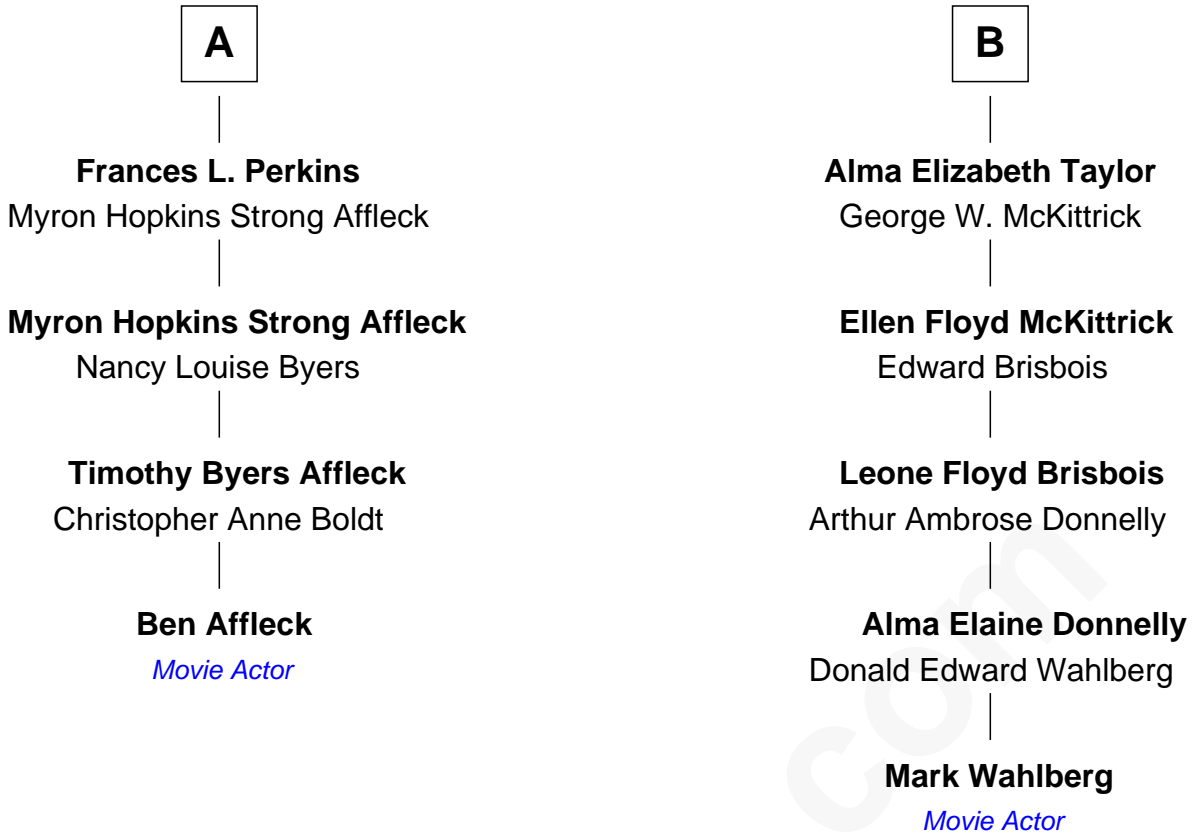 A
Frances L. Perkins
Myron Hopkins Strong Affleck
Myron Hopkins Strong Affleck
Nancy Louise Byers
Timothy Byers Affleck
Christopher Anne Boldt
Ben Affleck
Movie Actor
B
Alma Elizabeth Taylor
George W. McKittrick
Ellen Floyd McKittrick
Edward Brisbois
Leone Floyd Brisbois
Arthur Ambrose Donnelly
Alma Elaine Donnelly
Donald Edward Wahlberg
Mark Wahlberg
Movie Actor
com